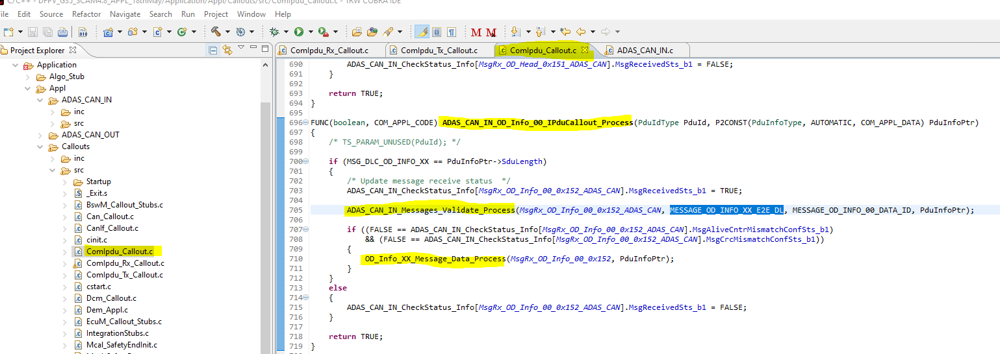 C/C++ - DFPV_G35_SCAM4.8_APPL_18thMay/Application/Appl/Callouts/src/ComIpdu_Callout.c - TRW COBRA IDE
File Edit Source Refactor Navigate Search Run Project Window Help
Project Explorer
ComIpdu_Rx_Callout.c ComIpdu_Tx_Callout.c ComIpdu_Callout.c ADAS_CAN_IN.c
Application
Algo_Stub
Appl
ADAS_CAN_IN
inc
src
ADAS_CAN_OUT
Callouts
inc
src
Startup
_Exit.s
BswM_Callout_Stubs.c
Can_Callout.c
CanIf_Callout.c
cinit.c
ComIpdu_Callout.c
ComIpdu_Rx_Callout.c
ComIpdu_Tx_Callout.c
cstart.c
Dcm_Callout.c
Dem_Appl.c
EcuM_Callout_Stubs.c
IntegrationStubs.c
Mcal_SafetyEndInit.c
690 ADAS_CAN_IN_CheckStatus_Info[MsgRx_OD_Head_0x151_ADAS_CAN].MsgReceivedSts_b1 = FALSE;
691 }
692
693 return TRUE;
694 }
695
696 FUNC(boolean, COM_APPL_CODE) ADAS_CAN_IN_OD_Info_00_IPduCallout_Process(PduIdType PduId, P2CONST(PduInfoType, AUTOMATIC, COM_APPL_DATA) PduInfoPtr)
697 {
698 /* TS_PARAM_UNUSED(PduId); */
699
700 if (MSG_DLC_OD_INFO_XX == PduInfoPtr->SduLength)
701 {
702 /* Update message receive status */
703 ADAS_CAN_IN_CheckStatus_Info[MsgRx_OD_Info_00_0x152_ADAS_CAN].MsgReceivedSts_b1 = TRUE;
704
705 ADAS_CAN_IN_Messages_Validate_Process(MsgRx_OD_Info_00_0x152_ADAS_CAN, MESSAGE_OD_INFO_XX_E2E_DL, MESSAGE_OD_INFO_00_DATA_ID, PduInfoPtr);
706
707 if ((FALSE == ADAS_CAN_IN_CheckStatus_Info[MsgRx_OD_Info_00_0x152_ADAS_CAN].MsgAliveCntrMismatchConfSts_b1)
708 && (FALSE == ADAS_CAN_IN_CheckStatus_Info[MsgRx_OD_Info_00_0x152_ADAS_CAN].MsgCrcMismatchConfSts_b1))
709 {
710 OD_Info_XX_Message_Data_Process(MsgRx_OD_Info_00_0x152, PduInfoPtr);
711 }
712 }
713 else
714 {
715 ADAS_CAN_IN_CheckStatus_Info[MsgRx_OD_Info_00_0x152_ADAS_CAN].MsgReceivedSts_b1 = FALSE;
716 }
717
718 return TRUE;
719 }